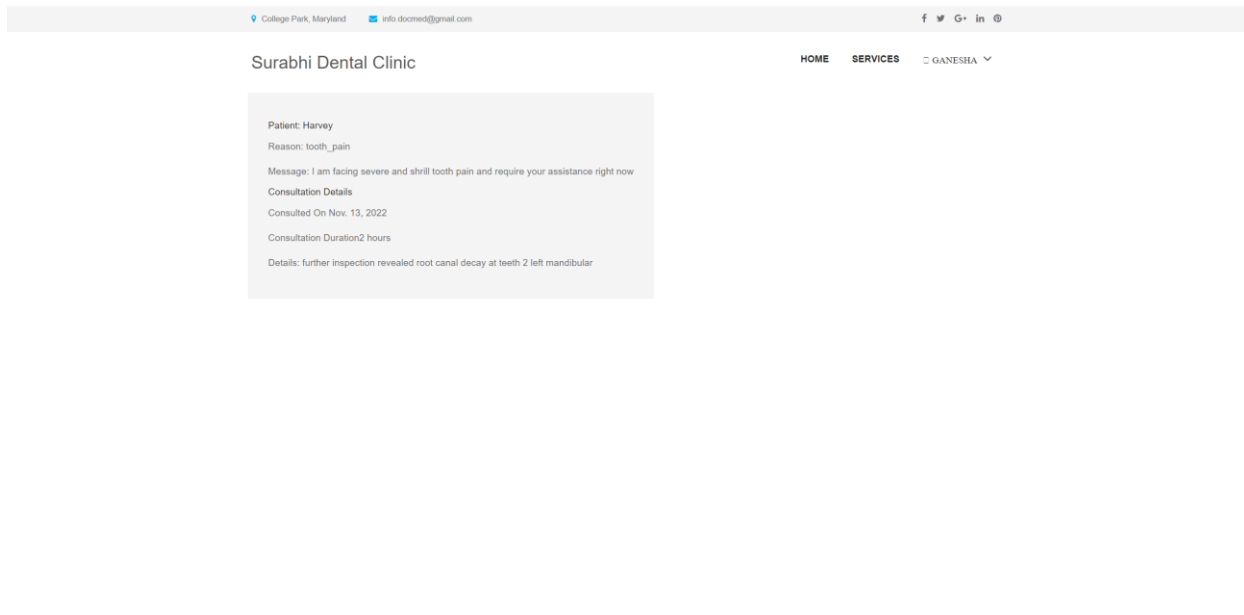 College Park, Maryland info.docmed@gmail.com
Surabhi Dental Clinic
HOME SERVICES GANESHA
Patient: Harvey
Reason: tooth_pain
Message: I am facing severe and shrill tooth pain and require your assistance right now
Consultation Details
Consulted On Nov. 13, 2022
Consultation Duration2 hours
Details: further inspection revealed root canal decay at teeth 2 left mandibular